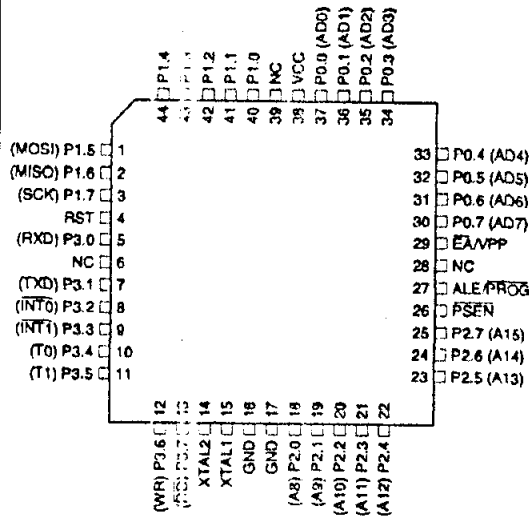 44 P1.4
43
42 P1.2
41 P1.1
40 P1.0
39 NC
38 VCC
37 P0.0 (AD0)
36 P0.1 (AD1)
35 P0.2 (AD2)
34 P0.3 (AD3)
(MOSI) P1.5 1
(MISO) P1.6 2
(SCK) P1.7 3
RST 4
(RXD) P3.0 5
NC 6
(TXD) P3.1 7
(INT0) P3.2 8
(INT1) P3.3 9
(T0) P3.4 10
(T1) P3.5 11
33 P0.4 (AD4)
32 P0.5 (AD5)
31 P0.6 (AD6)
30 P0.7 (AD7)
29 EA/VPP
28 NC
27 ALE/PROG
26 PSEN
25 P2.7 (A15)
24 P2.6 (A14)
23 P2.5 (A13)
(WR) P3.6 12
(RD) P3.7 13
XTAL2 14
XTAL1 15
GND 16
GND 17
(A8) P2.0 18
(A9) P2.1 19
(A10) P2.2 20
(A11) P2.3 21
(A12) P2.4 22